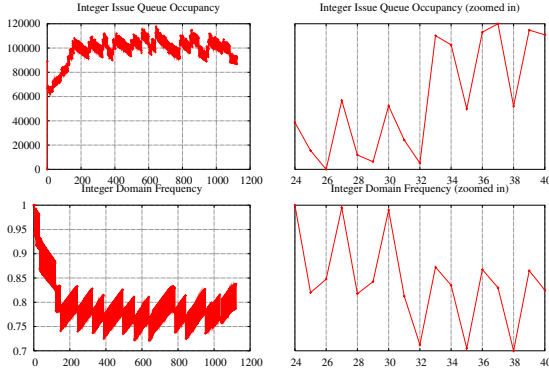 Integer Issue Queue Occupancy
120000
100000
80000
60000
40000
20000
0
0 200 400 600 800 1000 1200
Integer Issue Queue Occupancy (zoomed in)
24 26 28 30 32 34 36 38 40
Integer Domain Frequency
1
0.95
0.9
0.85
0.8
0.75
0.7
0 200 400 600 800 1000 1200
Integer Domain Frequency (zoomed in)
24 26 28 30 32 34 36 38 40